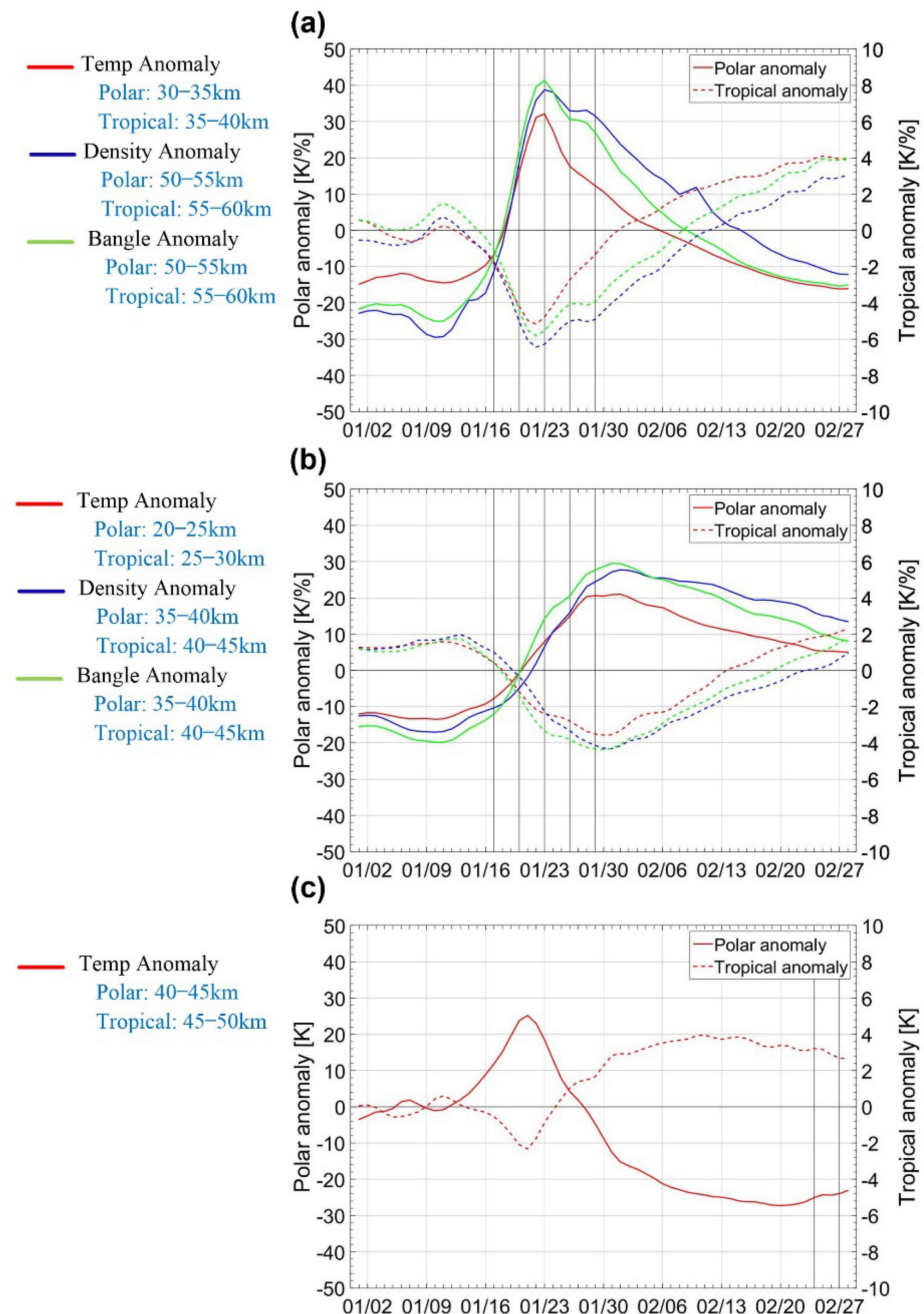 (a)
Temp Anomaly
Polar: 30−35km
Tropical: 35−40km
Density Anomaly
Polar: 50−55km
Tropical: 55−60km
Bangle Anomaly
Polar: 50−55km
Tropical: 55−60km
Polar anomaly [K/%]
50
40
30
20
10
0
-10
-20
-30
-40
-50
Polar anomaly
Tropical anomaly
10
8
6
4
2
0
-2
-4
-6
-8
-10
Tropical anomaly [K/%]
01/02 01/09 01/16 01/23 01/30 02/06 02/13 02/20 02/27
(b)
Temp Anomaly
Polar: 20−25km
Tropical: 25−30km
Density Anomaly
Polar: 35−40km
Tropical: 40−45km
Bangle Anomaly
Polar: 35−40km
Tropical: 40−45km
Polar anomaly [K/%]
50
40
30
20
10
0
-10
-20
-30
-40
-50
Polar anomaly
Tropical anomaly
10
8
6
4
2
0
-2
-4
-6
-8
-10
Tropical anomaly [K/%]
01/02 01/09 01/16 01/23 01/30 02/06 02/13 02/20 02/27
(c)
Temp Anomaly
Polar: 40−45km
Tropical: 45−50km
Polar anomaly [K]
50
40
30
20
10
0
-10
-20
-30
-40
-50
Polar anomaly
Tropical anomaly
10
8
6
4
2
0
-2
-4
-6
-8
-10
Tropical anomaly [K]
01/02 01/09 01/16 01/23 01/30 02/06 02/13 02/20 02/27